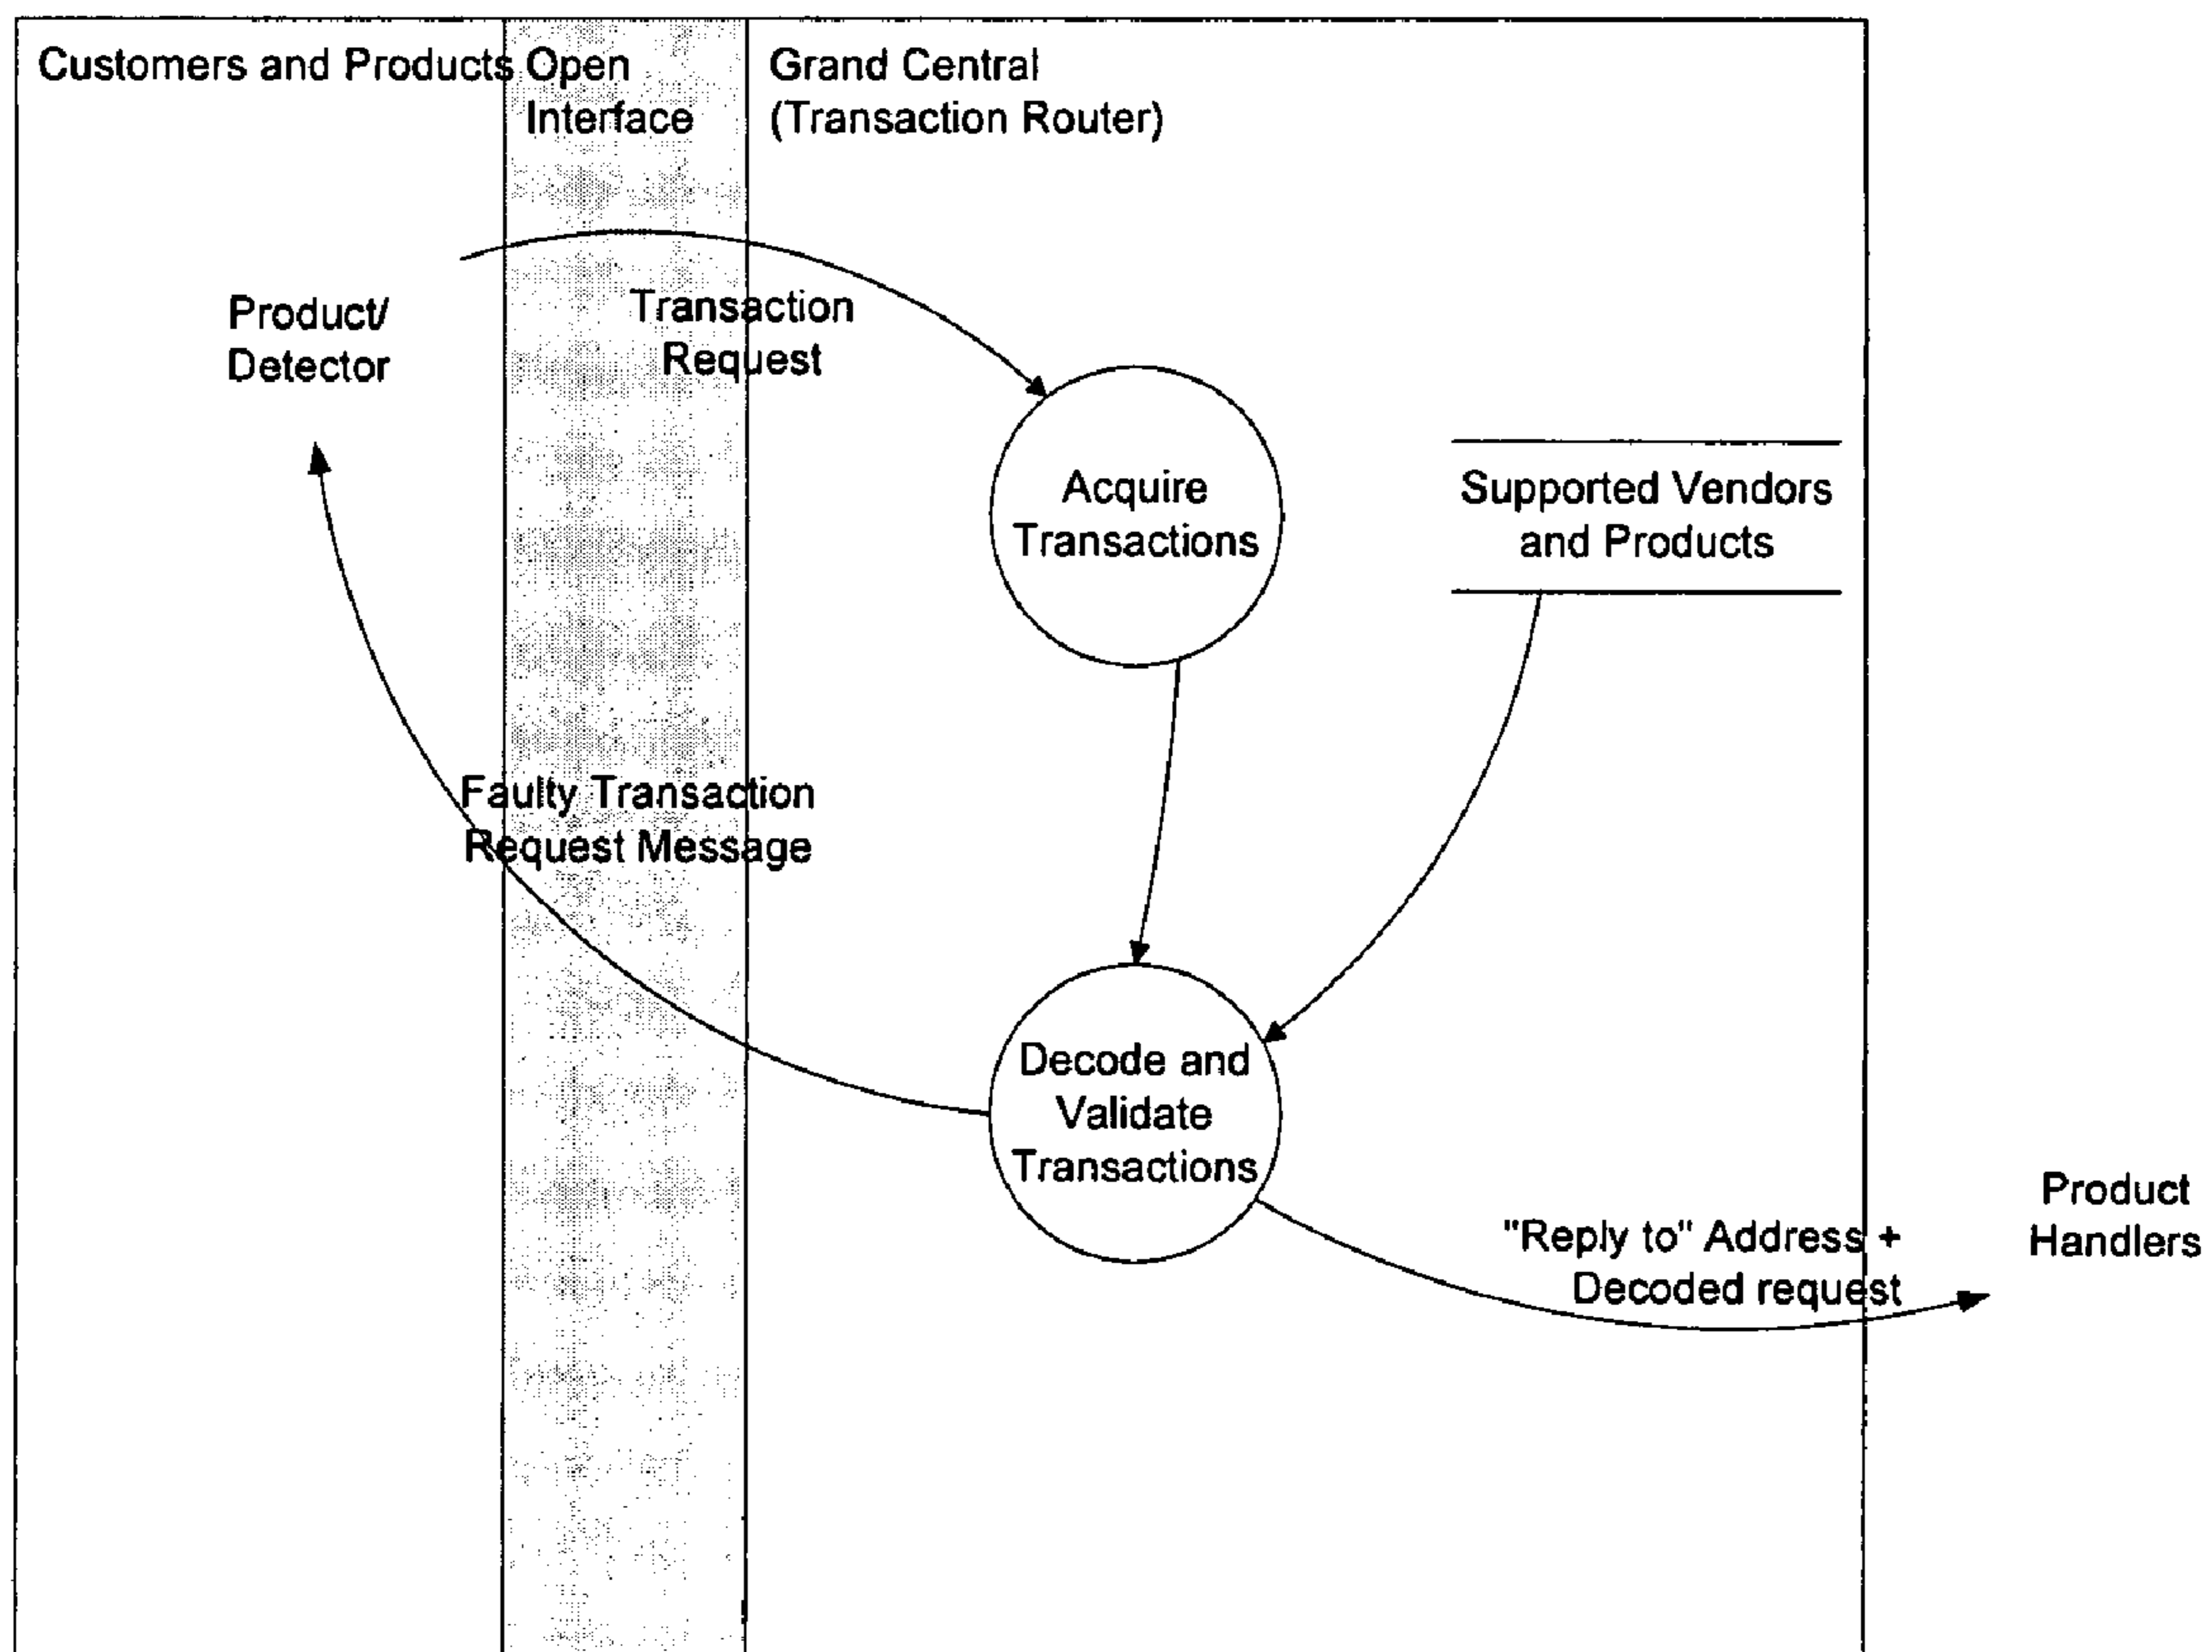 Customers and Products
Open
Interface
Grand Central
(Transaction Router)
Product/
Detector
Transaction
Request
Acquire
Transactions
Supported Vendors
and Products
Faulty Transaction
Request Message
Decode and
Validate
Transactions
"Reply to" Address +
Decoded request
Product
Handlers